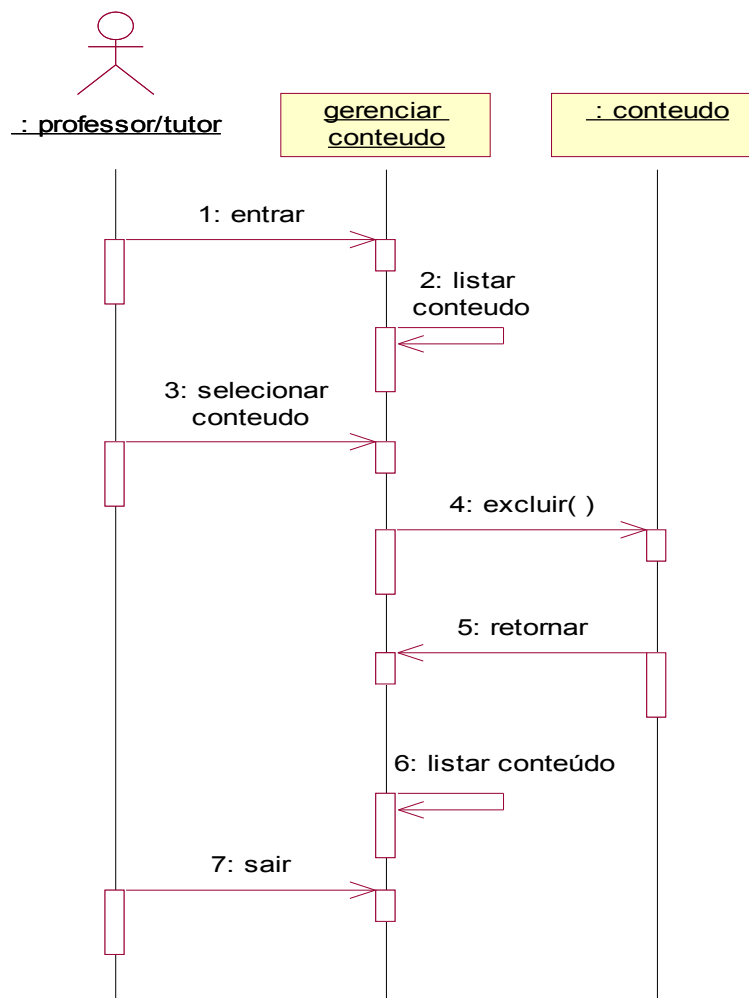 : professor/tutor
gerenciar
conteudo
: conteudo
1: entrar
2: listar
conteudo
3: selecionar
conteudo
4: excluir( )
5: retornar
6: listar conteúdo
7: sair